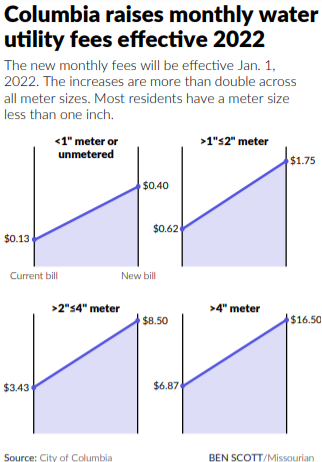 Columbia raises monthly water
utility fees effective 2022
The new monthly fees will be effective Jan. 1,
2022. The increases are more than double across
all meter sizes. Most residents have a meter size
less than one inch.
<1" meter or
unmetered
$0.40
$0.13
Current bill New bill
>1"≤2" meter
$1.75
$0.62
>2"≤4" meter
$8.50
$3.43
>4" meter
$16.50
$6.87
Source: City of Columbia
BEN SCOTT/Missourian